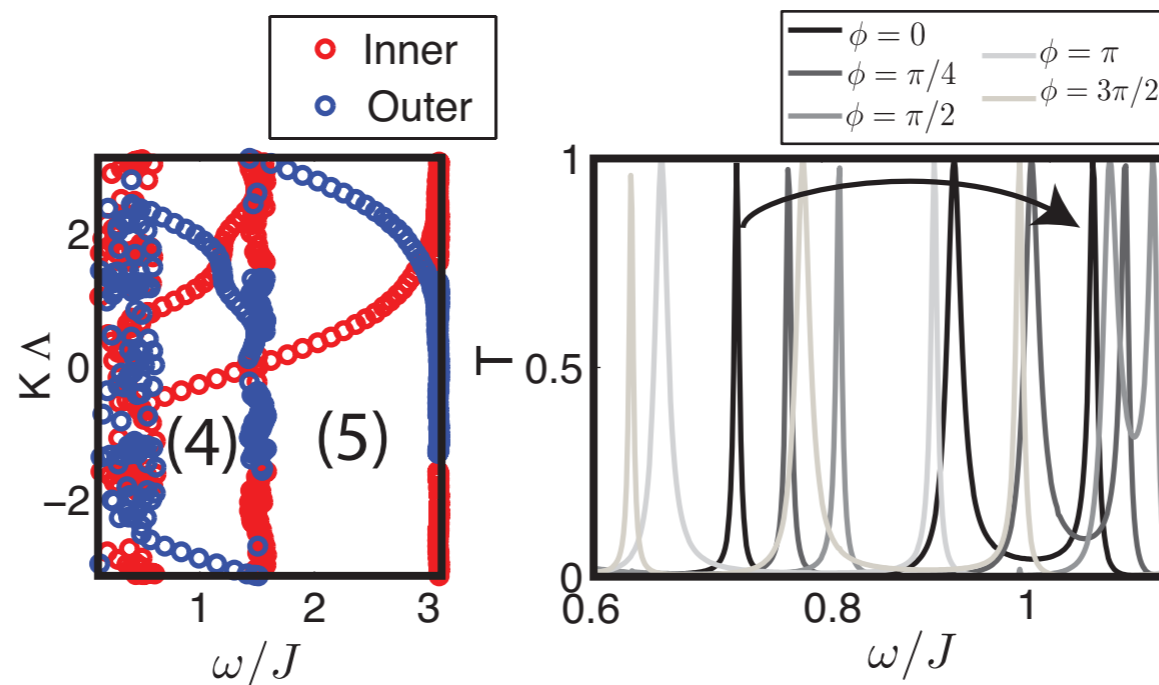 Inner
Outer
K Λ
2
0
−2
(4)
(5)
1
2
3
ω/J
ϕ = 0
ϕ = π/4
ϕ = π/2
ϕ = π
ϕ = 3π/2
T
1
0.5
0
0.6
0.8
1
ω/J